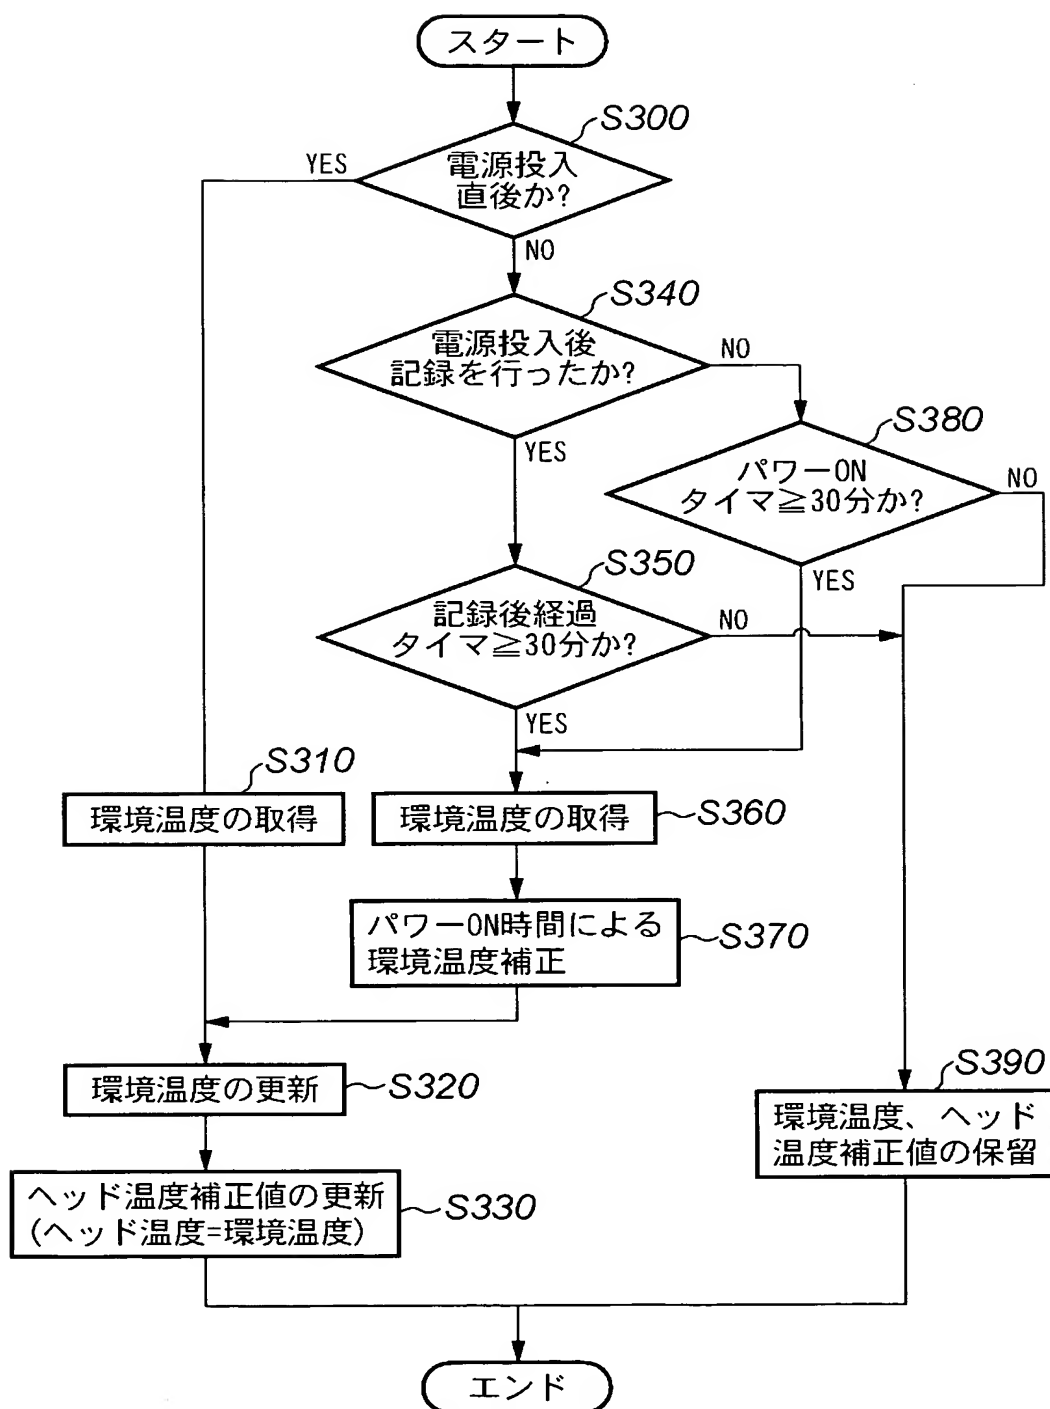 スタート
S300
電源投入
直後か?
YES
NO
S340
電源投入後
記録を行ったか?
NO
YES
S380
パワーON
タイマ≧30分か?
NO
YES
S350
記録後経過
タイマ≧30分か?
NO
YES
S310
環境温度の取得
環境温度の取得
S360
パワーON時間による
環境温度補正
S370
環境温度の更新
S320
S390
環境温度、ヘッド
温度補正値の保留
ヘッド温度補正値の更新
(ヘッド温度=環境温度)
S330
エンド